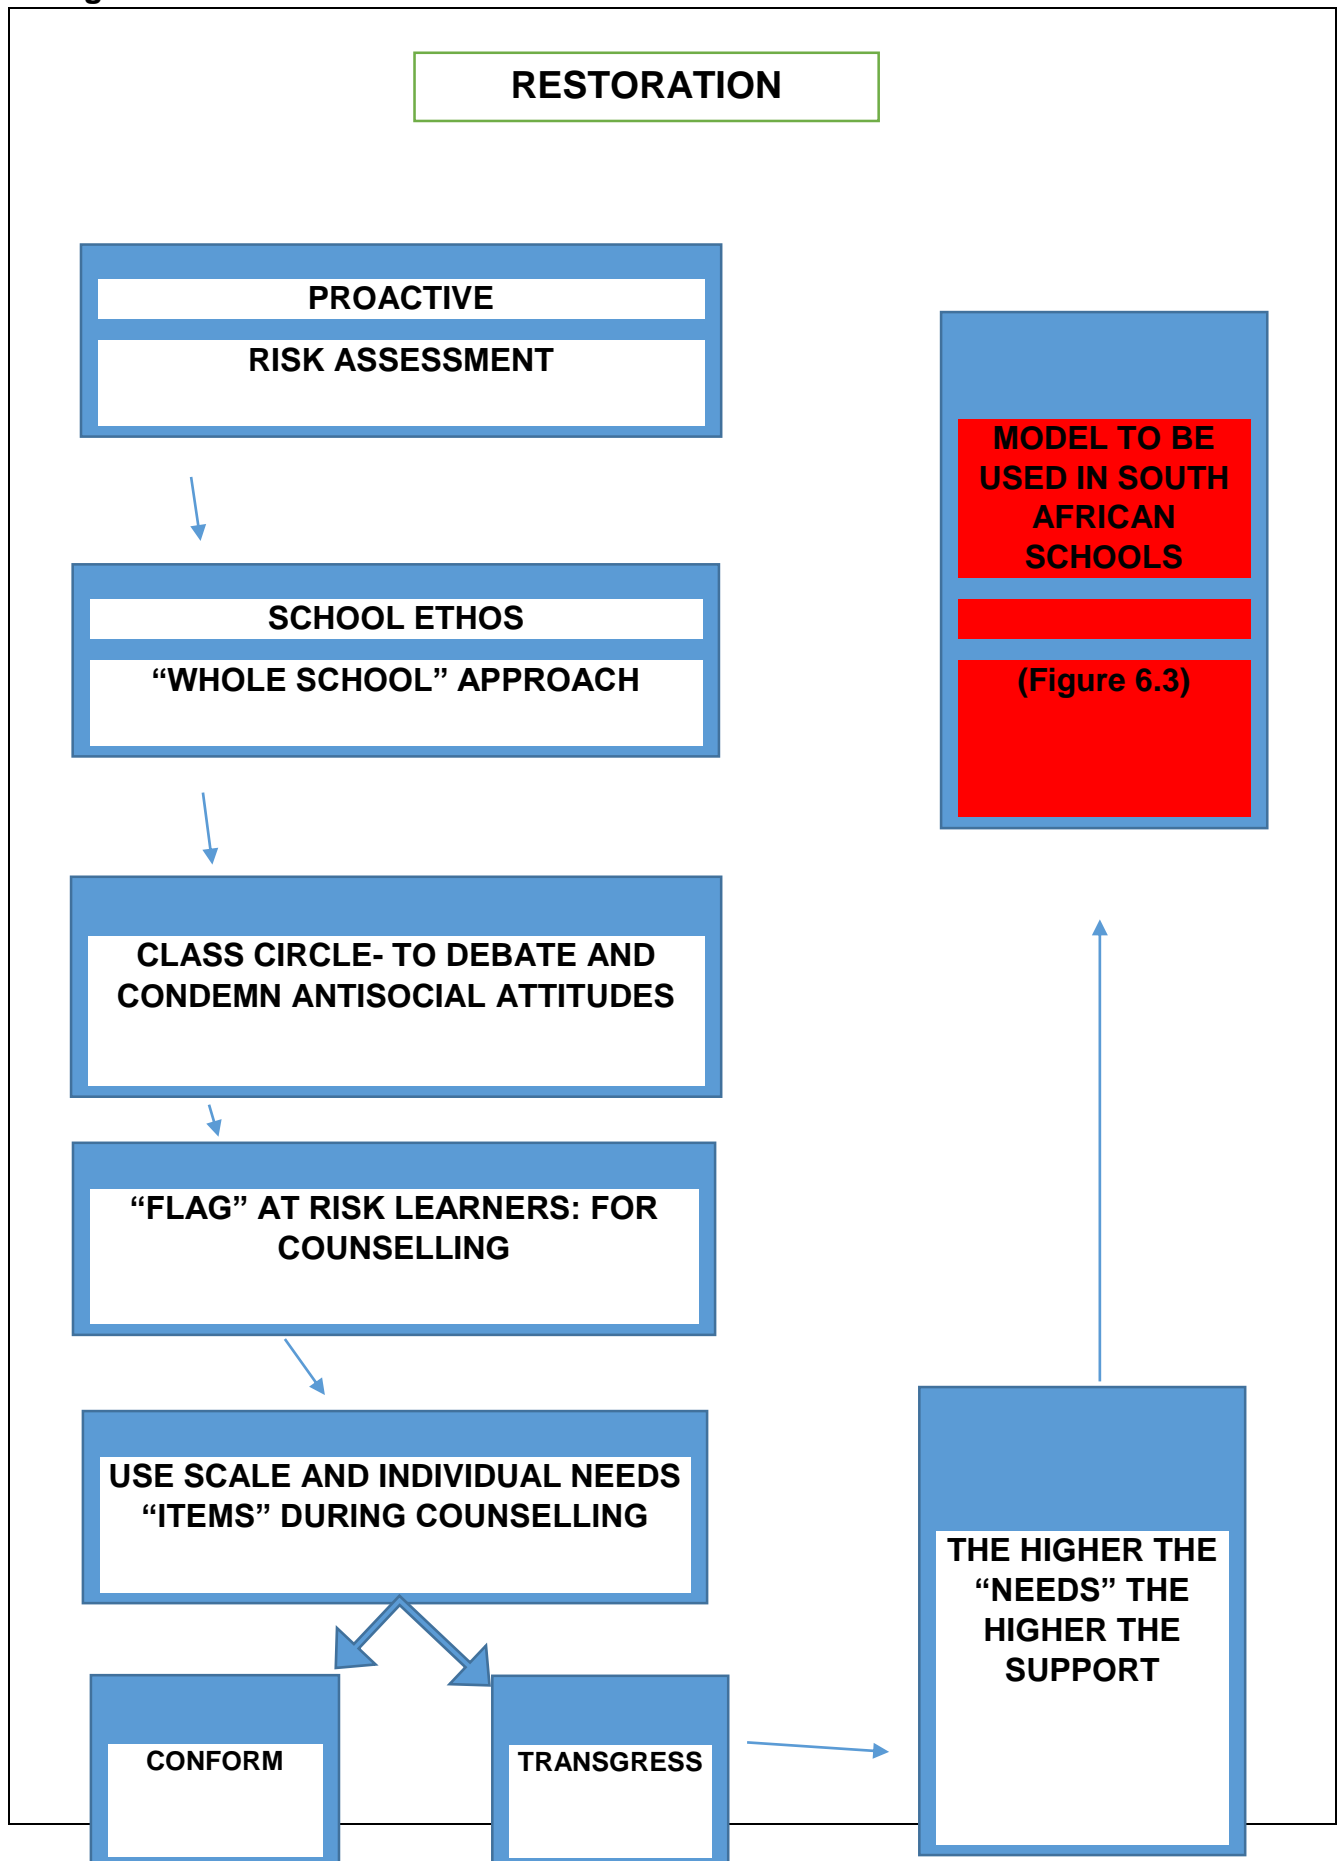 RESTORATION
PROACTIVE
RISK ASSESSMENT
SCHOOL ETHOS
“WHOLE SCHOOL” APPROACH
CLASS CIRCLE- TO DEBATE AND
CONDEMN ANTISOCIAL ATTITUDES
“FLAG” AT RISK LEARNERS: FOR
COUNSELLING
USE SCALE AND INDIVIDUAL NEEDS
“ITEMS” DURING COUNSELLING
CONFORM
TRANSGRESS
THE HIGHER THE
“NEEDS” THE
HIGHER THE
SUPPORT
MODEL TO BE
USED IN SOUTH
AFRICAN
SCHOOLS
(Figure 6.3)